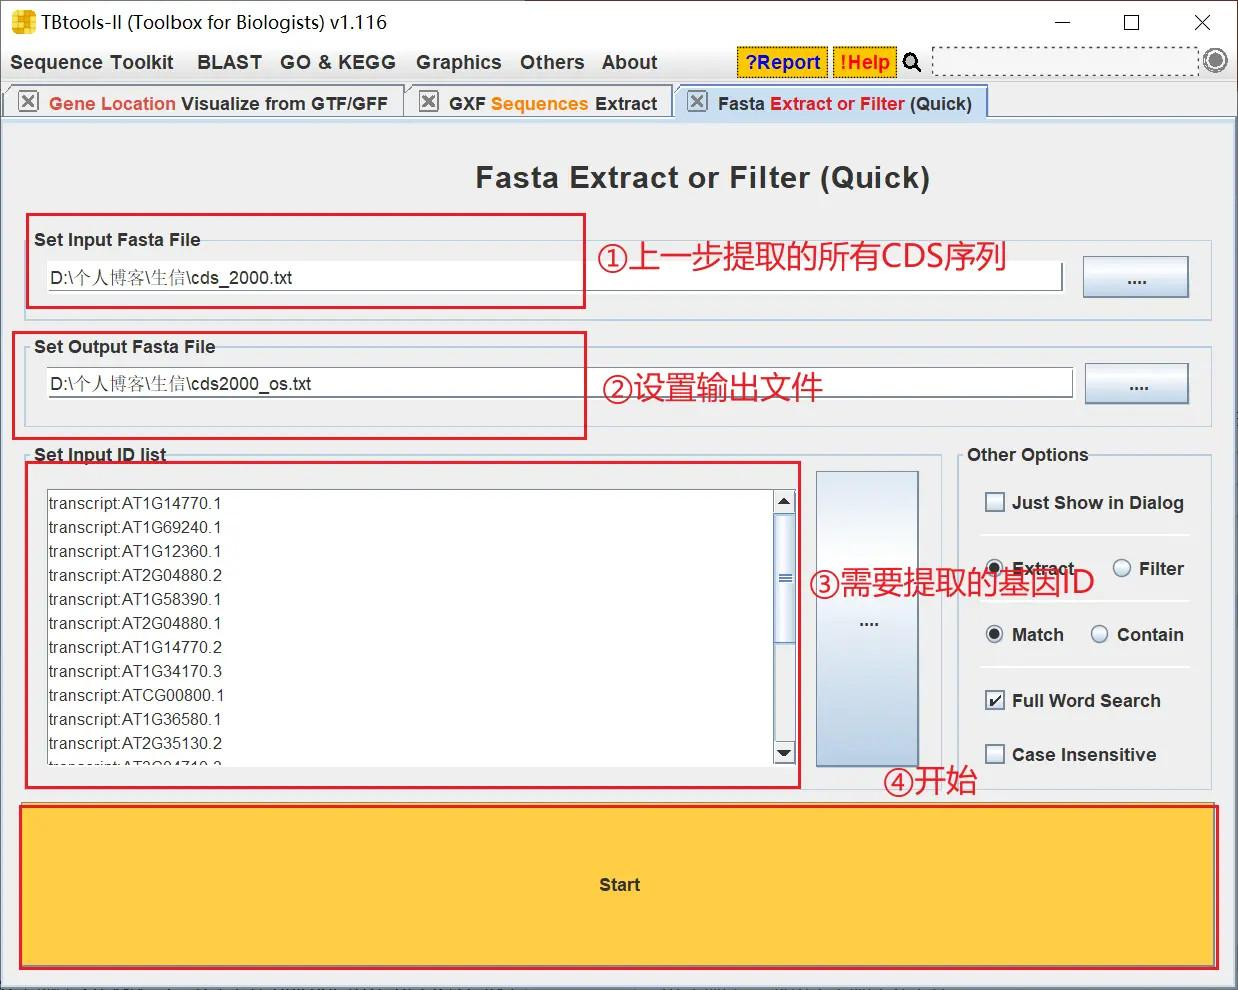 TBtools-II (Toolbox for Biologists) v1.116
Sequence Toolkit BLAST GO & KEGG Graphics Others About ?Report !Help
Gene Location Visualize from GTF/GFF GXF Sequences Extract Fasta Extract or Filter (Quick)
Fasta Extract or Filter (Quick)
Set Input Fasta File
①上一步提取的所有CDS序列
D:\个人博客\生信\cds_2000.txt ....
Set Output Fasta File
D:\个人博客\生信\cds2000_os.txt ....
②设置输出文件
Set Input ID list
transcript:AT1G14770.1
transcript:AT1G69240.1
transcript:AT1G12360.1
transcript:AT2G04880.2
transcript:AT1G58390.1
transcript:AT2G04880.1
transcript:AT1G14770.2
transcript:AT1G34170.3
transcript:ATCG00800.1
transcript:AT1G36580.1
transcript:AT2G35130.2
....
③需要提取的基因ID
Other Options
Just Show in Dialog
Extract Filter
Match Contain
Full Word Search
Case Insensitive
④开始
Start